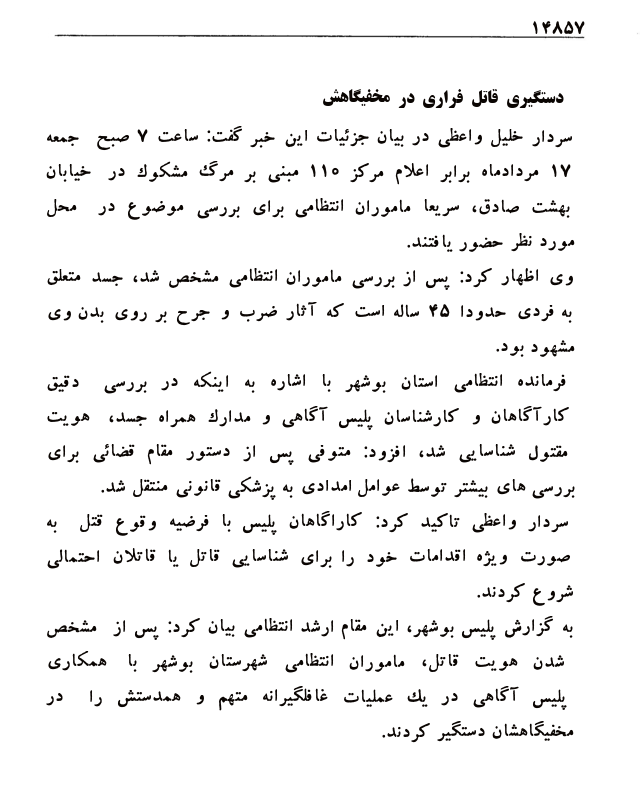 ۱۴۸۵۷
دستگیری قاتل فراری در مخفیگاهش
سردار خلیل واعظی در بیان جزئیات این خبر گفت: ساعت ۷ صبح جمعه
۱۷ مردادماه برابر اعلام مرکز ۱۱۰ مبنی بر مرگ مشکوك در خیابان
بهشت صادق، سریعا ماموران انتظامی برای بررسی موضوع در محل
مورد نظر حضور یافتند.
وی اظهار کرد: پس از بررسی ماموران انتظامی مشخص شد، جسد متعلق
به فردی حدودا ۴۵ ساله است که آثار ضرب و جرح بر روی بدن وی
مشهود بود.
فرمانده انتظامی استان بوشهر با اشاره به اینکه در بررسی دقیق
کارآگاهان و کارشناسان پلیس آگاهی و مدارك همراه جسد، هویت
مقتول شناسایی شد، افزود: متوفی پس از دستور مقام قضائی برای
بررسی های بیشتر توسط عوامل امدادی به پزشکی قانونی منتقل شد.
سردار واعظی تاکید کرد: کاراگاهان پلیس با فرضیه وقوع قتل به
صورت ویژه اقدامات خود را برای شناسایی قاتل یا قاتلان احتمالی
شروع کردند.
به گزارش پلیس بوشهر، این مقام ارشد انتظامی بیان کرد: پس از مشخص
شدن هویت قاتل، ماموران انتظامی شهرستان بوشهر با همکاری
پلیس آگاهی در یك عملیات غافلگیرانه متهم و همدستش را در
مخفیگاهشان دستگیر کردند.